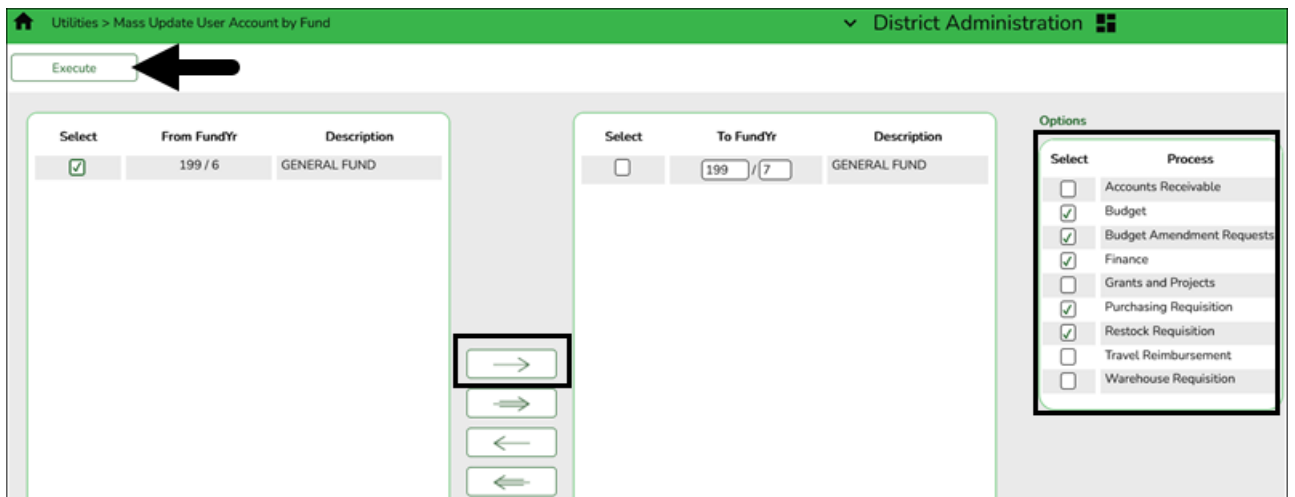 Utilities > Mass Update User Account by Fund
District Administration
Execute
Select From FundYr Description
199 / 6 GENERAL FUND
Select To FundYr Description
199 / 7 GENERAL FUND
Options
Select Process
Accounts Receivable
Budget
Budget Amendment Requests
Finance
Grants and Projects
Purchasing Requisition
Restock Requisition
Travel Reimbursement
Warehouse Requisition